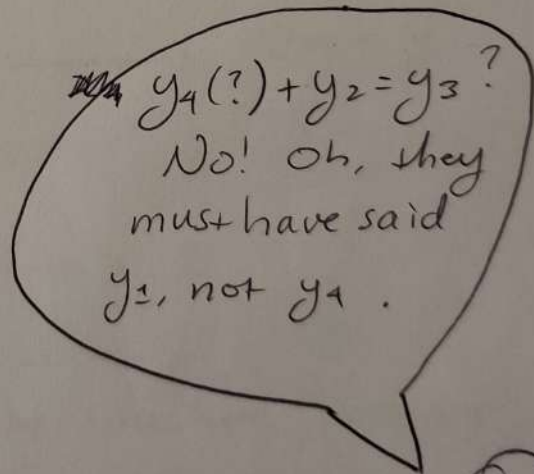 y₄(?) + y₂ = y₃ ?
No! Oh, they
must have said
y₁, not y₄ .